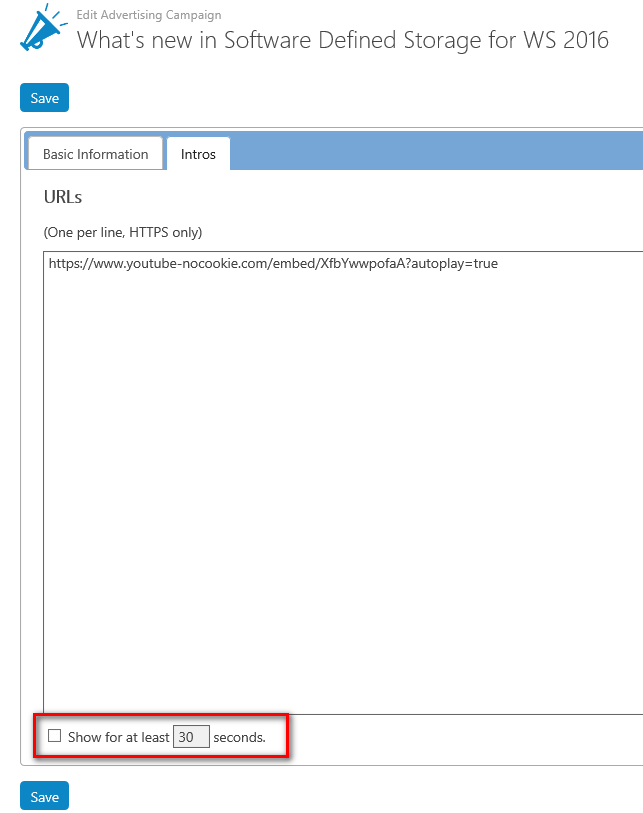 Edit Advertising Campaign
What's new in Software Defined Storage for WS 2016
Save
Basic Information Intros
URLs
(One per line, HTTPS only)
https://www.youtube-nocookie.com/embed/XfbYwwpofaA?autoplay=true
Show for at least 30 seconds.
Save